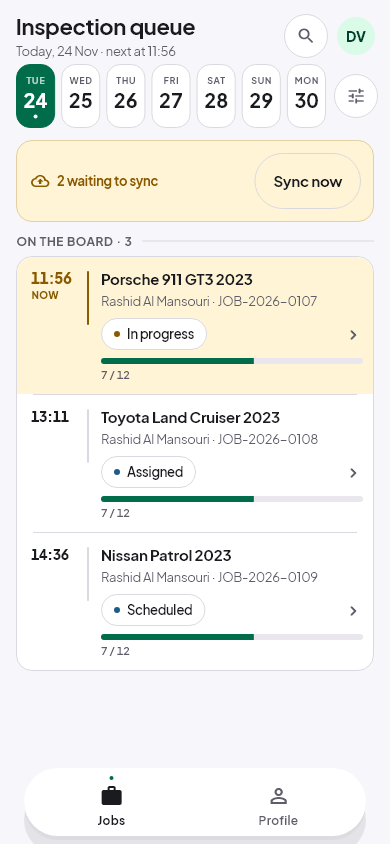 Inspection queue
Today, 24 Nov · next at 11:56
DV
TUE WED THU FRI SAT SUN MON
24 25 26 27 28 29 30
2 waiting to sync
Sync now
ON THE BOARD · 3
11:56
NOW
Porsche 911 GT3 2023
Rashid Al Mansouri · JOB-2026-0107
In progress
7 / 12
13:11
Toyota Land Cruiser 2023
Rashid Al Mansouri · JOB-2026-0108
Assigned
7 / 12
14:36
Nissan Patrol 2023
Rashid Al Mansouri · JOB-2026-0109
Scheduled
7 / 12
Jobs
Profile